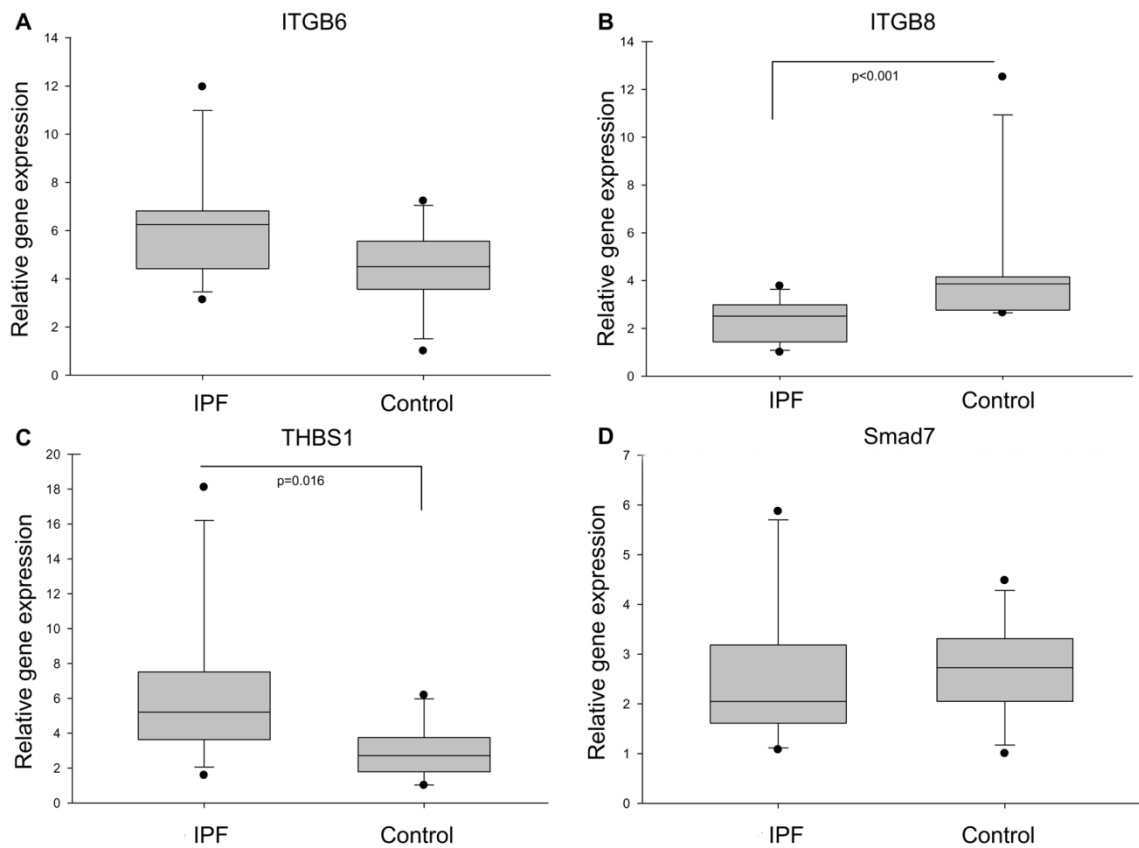 A
ITGB6
Relative gene expression
14
12
10
8
6
4
2
0
IPF
Control
B
ITGB8
Relative gene expression
14
12
10
8
6
4
2
0
p<0.001
IPF
Control
C
THBS1
Relative gene expression
20
18
16
14
12
10
8
6
4
2
0
p=0.016
IPF
Control
D
Smad7
Relative gene expression
7
6
5
4
3
2
1
0
IPF
Control